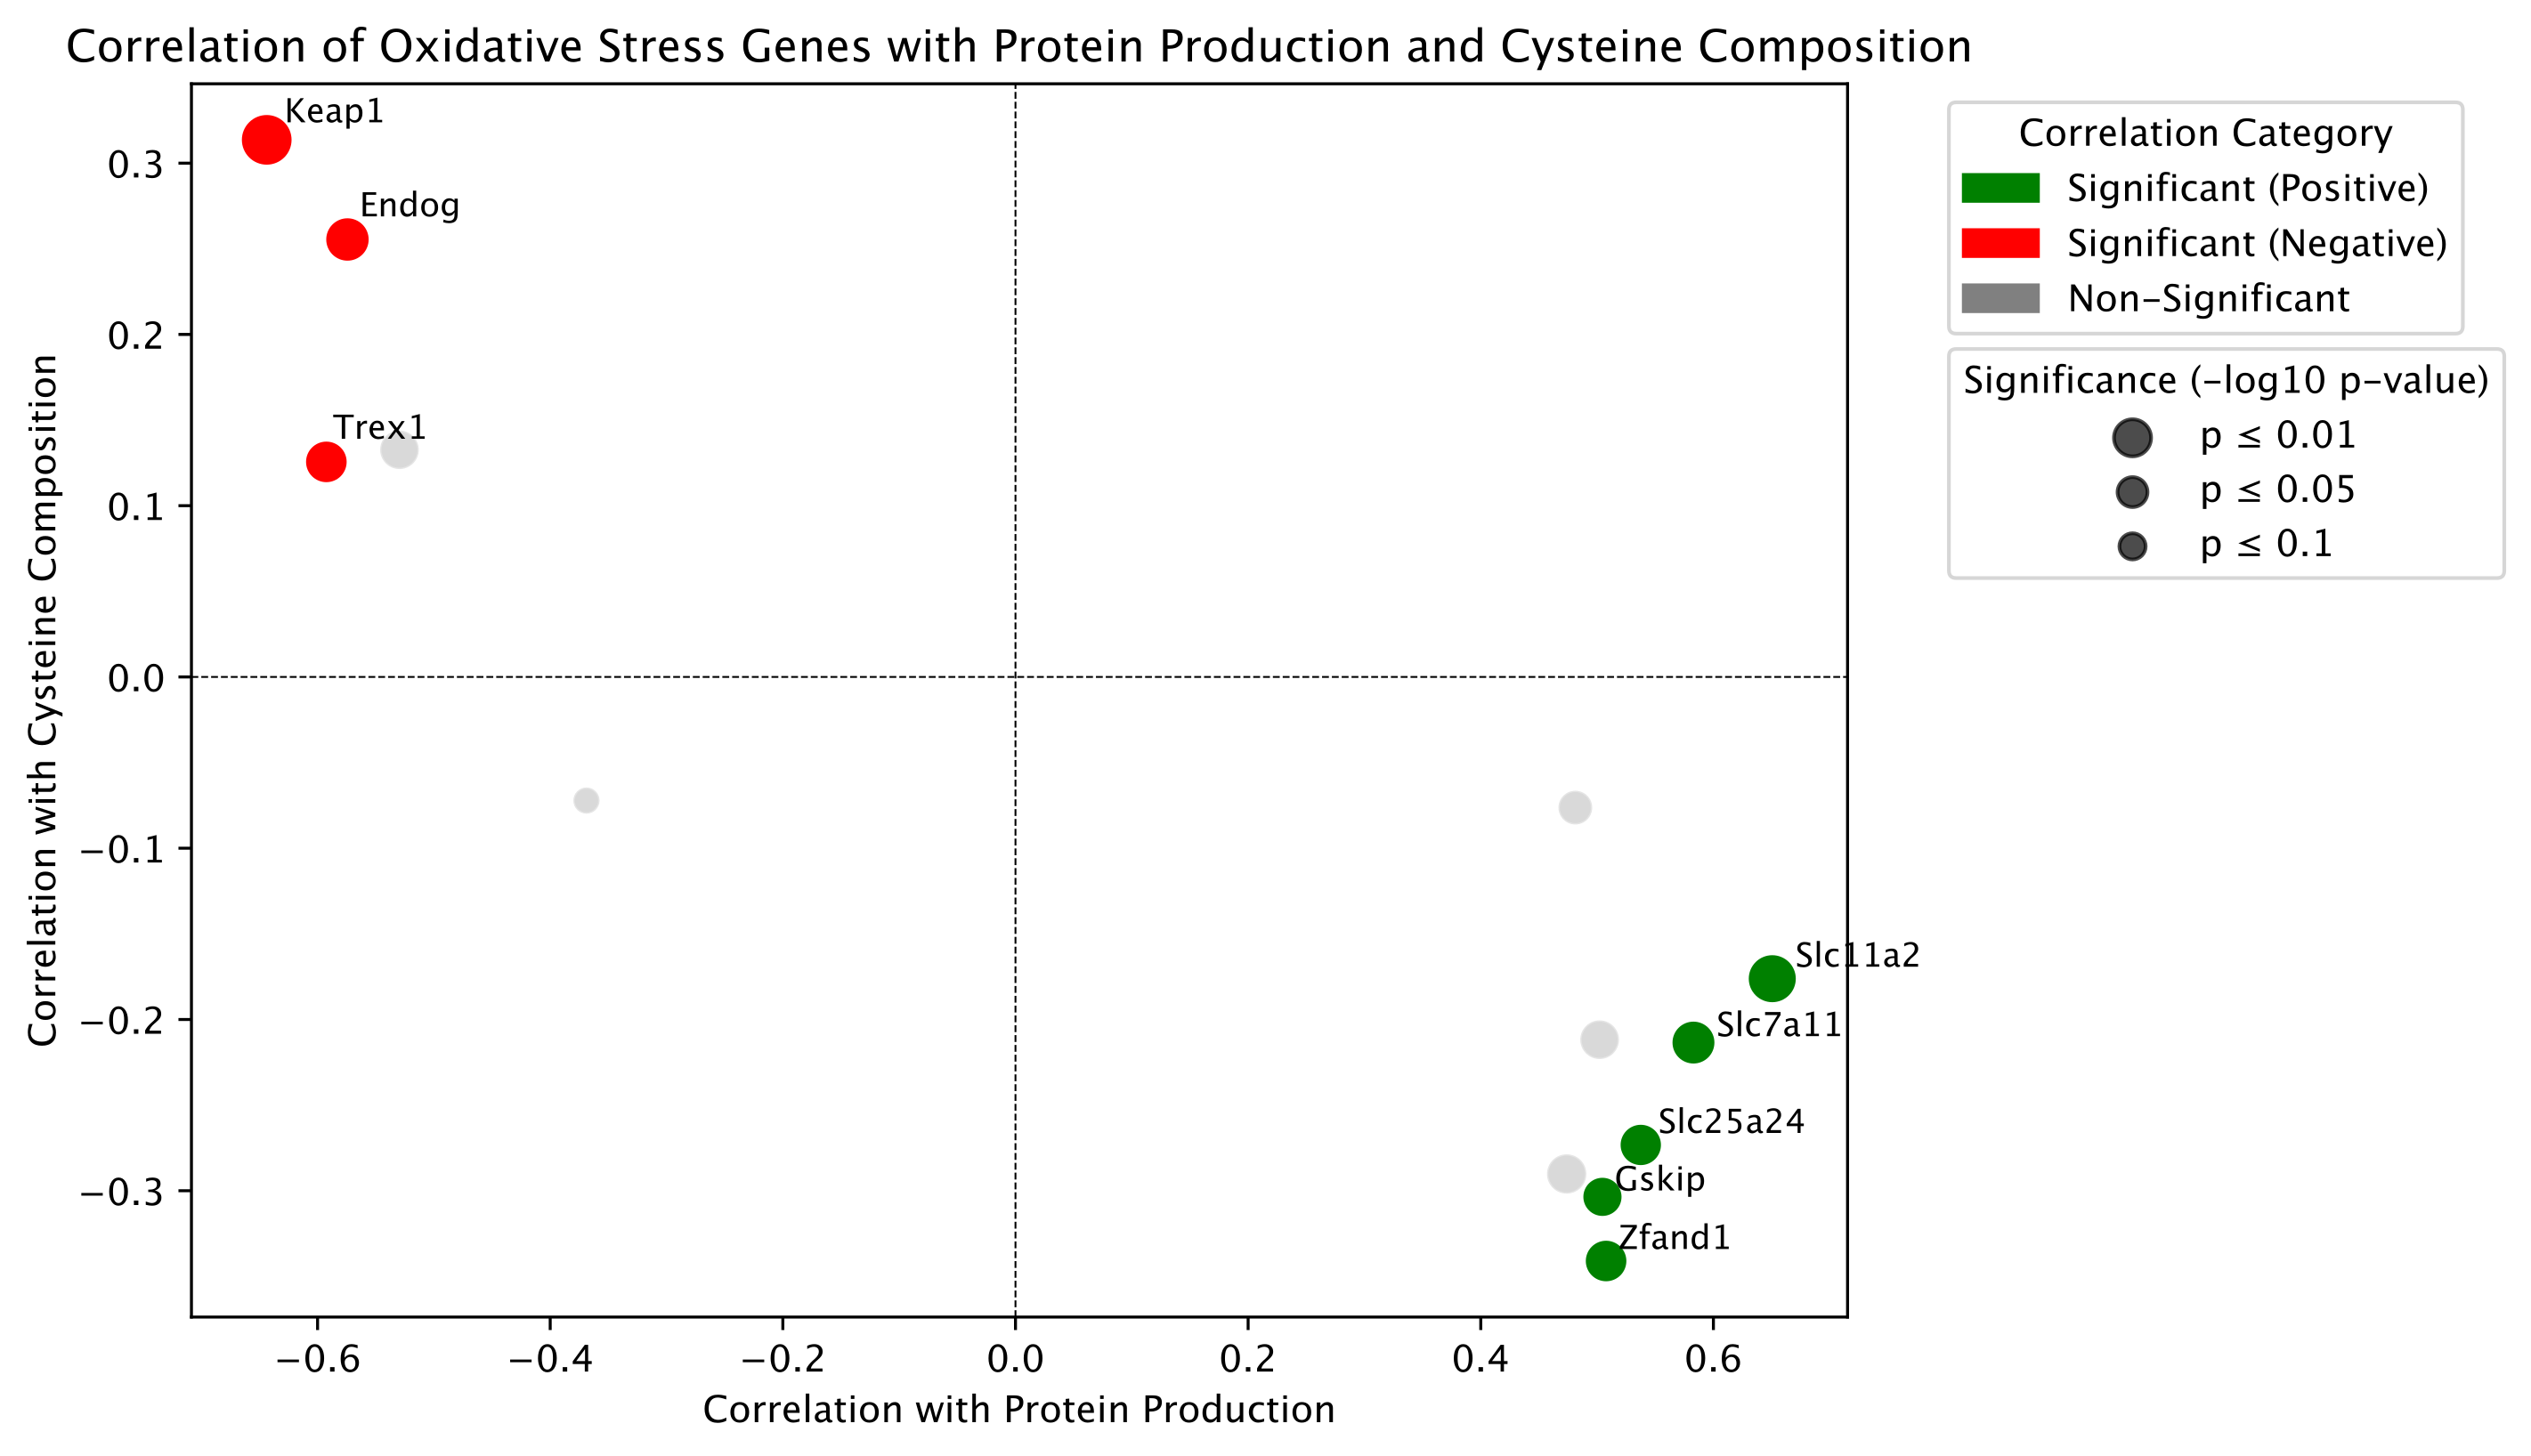 Correlation of Oxidative Stress Genes with Protein Production and Cysteine Composition
Keap1
Endog
Trex1
Slc11a2
Slc7a11
Slc25a24
Gskip
Zfand1
Correlation with Cysteine Composition
0.3
0.2
0.1
0.0
−0.1
−0.2
−0.3
−0.6
−0.4
−0.2
0.0
0.2
0.4
0.6
Correlation with Protein Production
Correlation Category
Significant (Positive)
Significant (Negative)
Non-Significant
Significance (-log10 p-value)
p ≤ 0.01
p ≤ 0.05
p ≤ 0.1